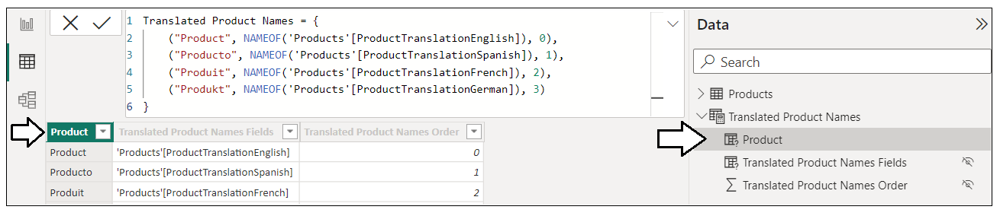 1 Translated Product Names = {
2 ("Product", NAMEOF('Products'[ProductTranslationEnglish]), 0),
3 ("Producto", NAMEOF('Products'[ProductTranslationSpanish]), 1),
4 ("Produit", NAMEOF('Products'[ProductTranslationFrench]), 2),
5 ("Produkt", NAMEOF('Products'[ProductTranslationGerman]), 3)
6 }
Product Translated Product Names Fields Translated Product Names Order
Product 'Products'[ProductTranslationEnglish] 0
Producto 'Products'[ProductTranslationSpanish] 1
Produit 'Products'[ProductTranslationFrench] 2
Data
Search
Products
Translated Product Names
Product
Translated Product Names Fields
Translated Product Names Order